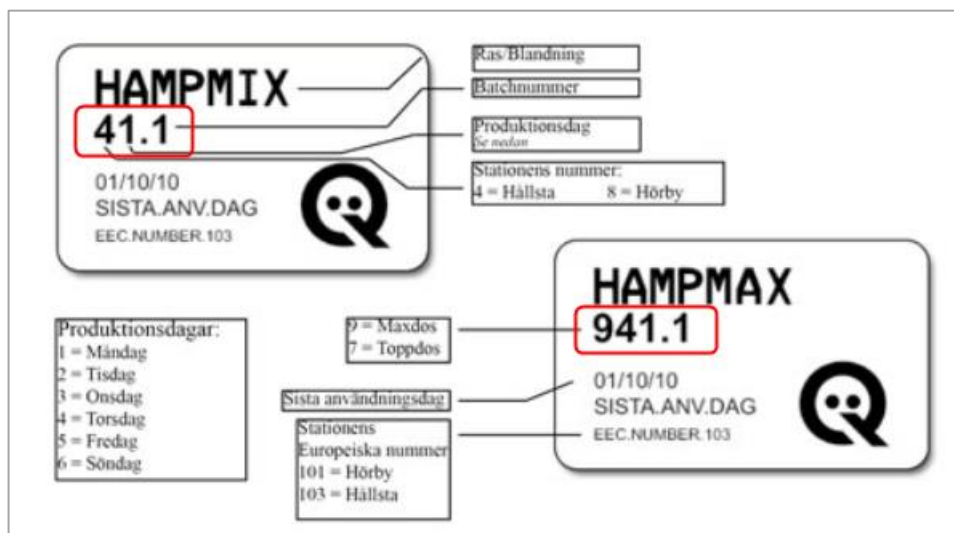 HAMPMIX
41.1
01/10/10
SISTA.ANV.DAG
EEC.NUMBER.103
Ras/Blandning
Batchnummer
Produktionsdag
Se nedan
Stationens nummer:
4 = Hållsta 8 = Hörby
HAMPMAX
941.1
01/10/10
SISTA.ANV.DAG
EEC.NUMBER.103
9 = Maxdos
7 = Toppdos
Sista användningsdag
Stationens
Europeiska nummer
101 = Hörby
103 = Hållsta
Produktionsdagar:
1 = Måndag
2 = Tisdag
3 = Onsdag
4 = Torsdag
5 = Fredag
6 = Söndag